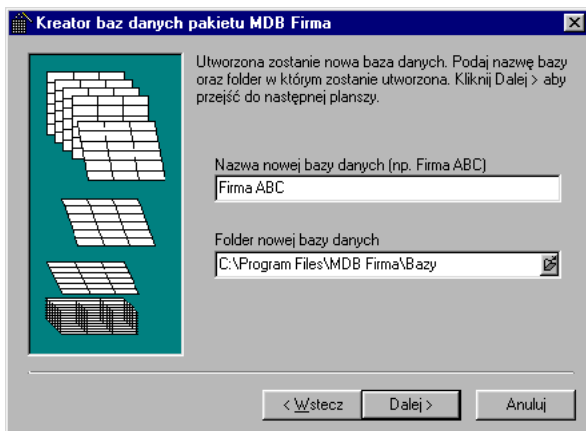 Kreator baz danych pakietu MDB Firma
Utworzona zostanie nowa baza danych. Podaj nazwę bazy
oraz folder w którym zostanie utworzona. Kliknij Dalej > aby
przejść do następnej planszy.
Nazwa nowej bazy danych (np. Firma ABC)
Firma ABC
Folder nowej bazy danych
C:\Program Files\MDB Firma\Bazy
< Wstecz
Dalej >
Anuluj